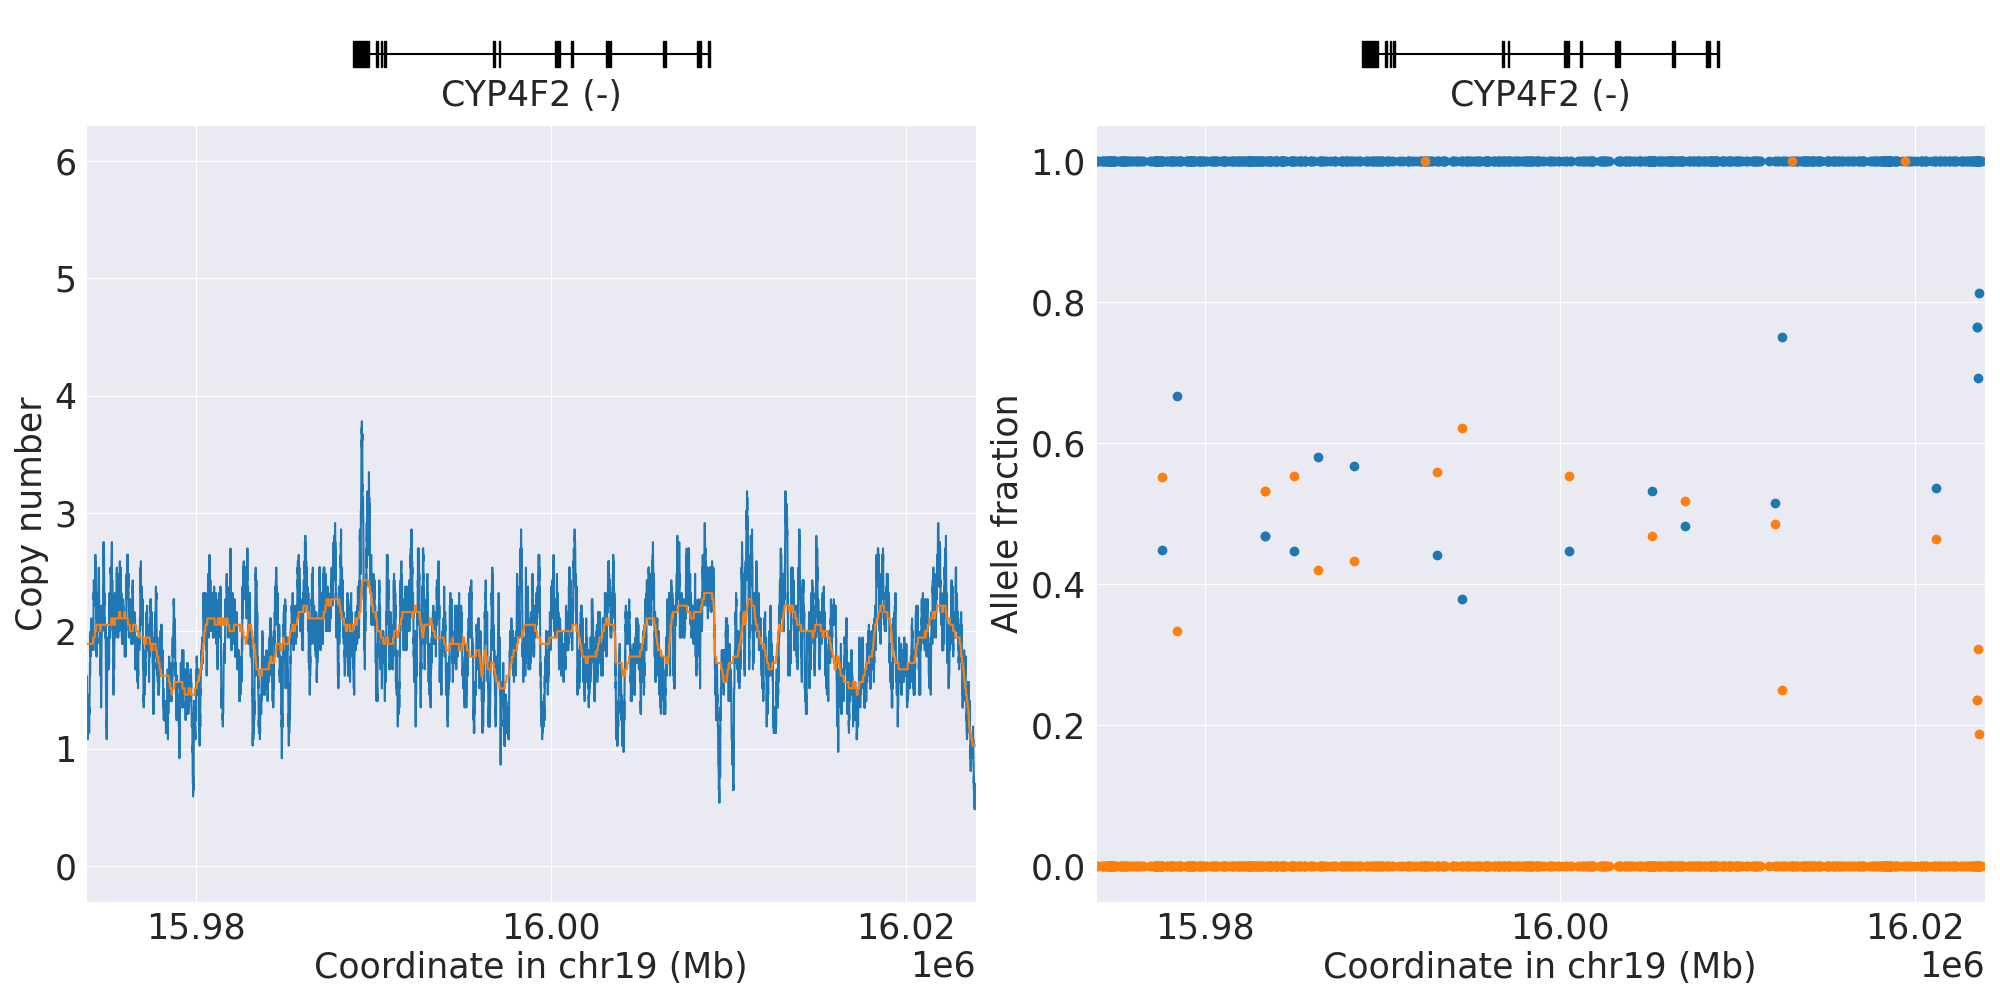 CYP4F2 (-)
6
5
4
3
2
1
0
Copy number
15.98
16.00
16.02
Coordinate in chr19 (Mb)
1e6
CYP4F2 (-)
1.0
0.8
0.6
0.4
0.2
0.0
Allele fraction
15.98
16.00
16.02
Coordinate in chr19 (Mb)
1e6